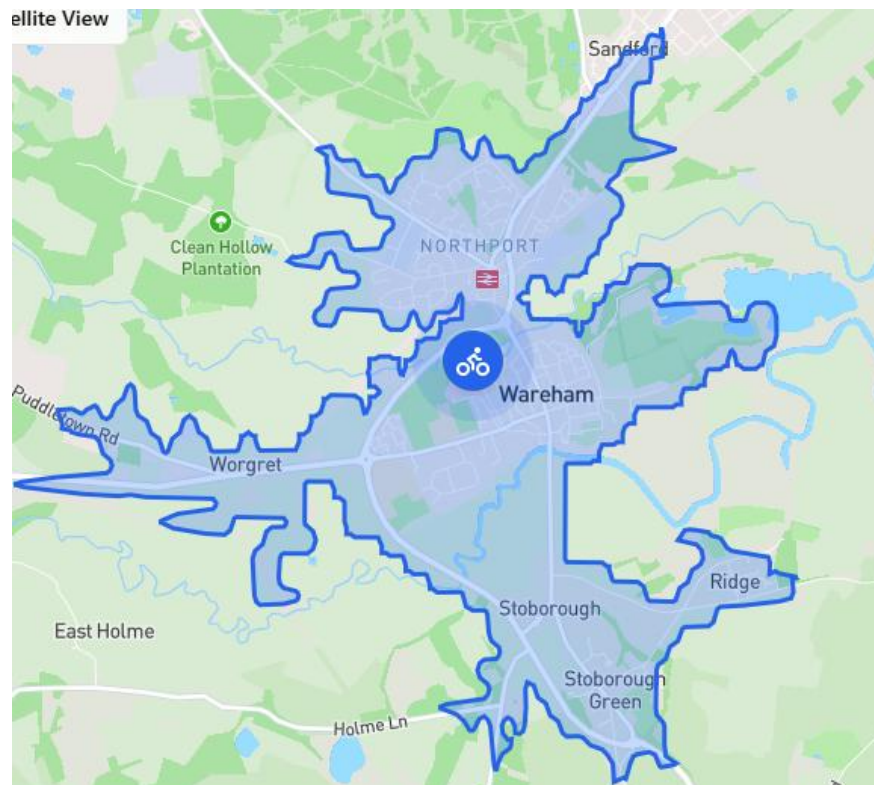 ellite View
Sandford
Clean Hollow
Plantation
NORTHPORT
Wareham
Puddletown Rd
Worgret
Ridge
Stoborough
East Holme
Stoborough
Green
Holme Ln